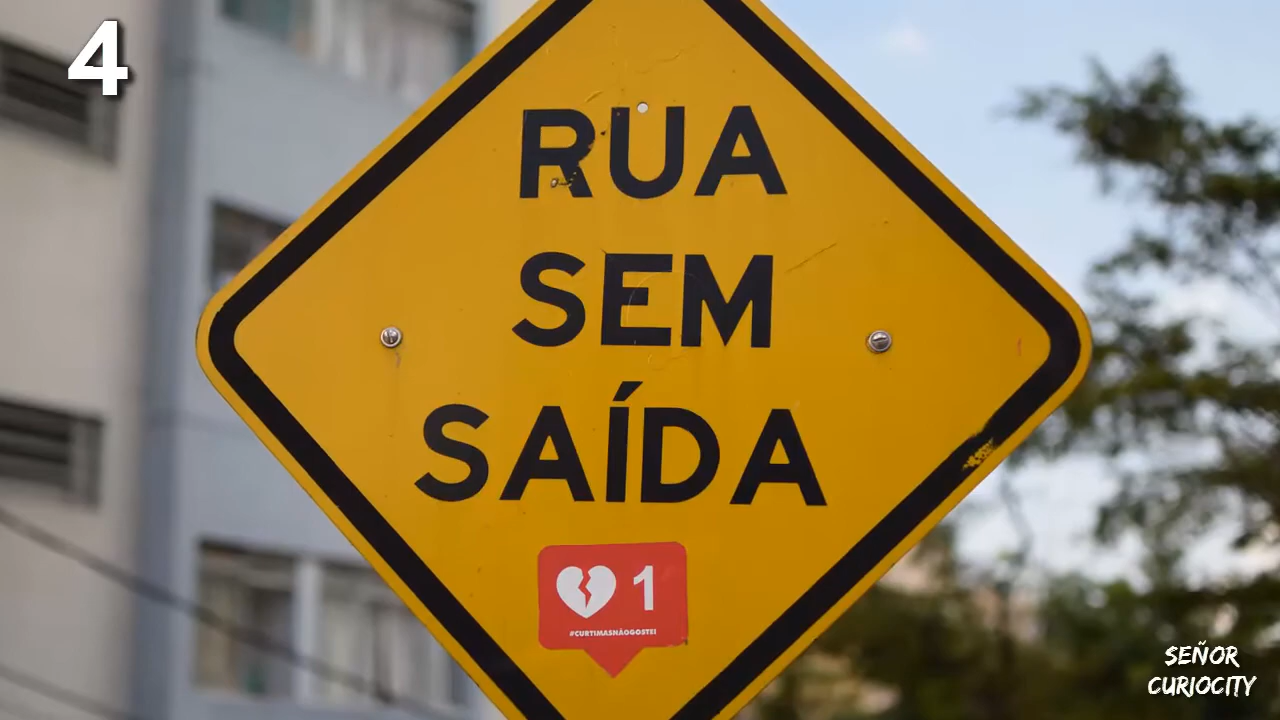 4
RUA
SEM
SAÍDA
1
#CURTIMASNÃOGOSTEI
SEÑOR
CURIOCITY